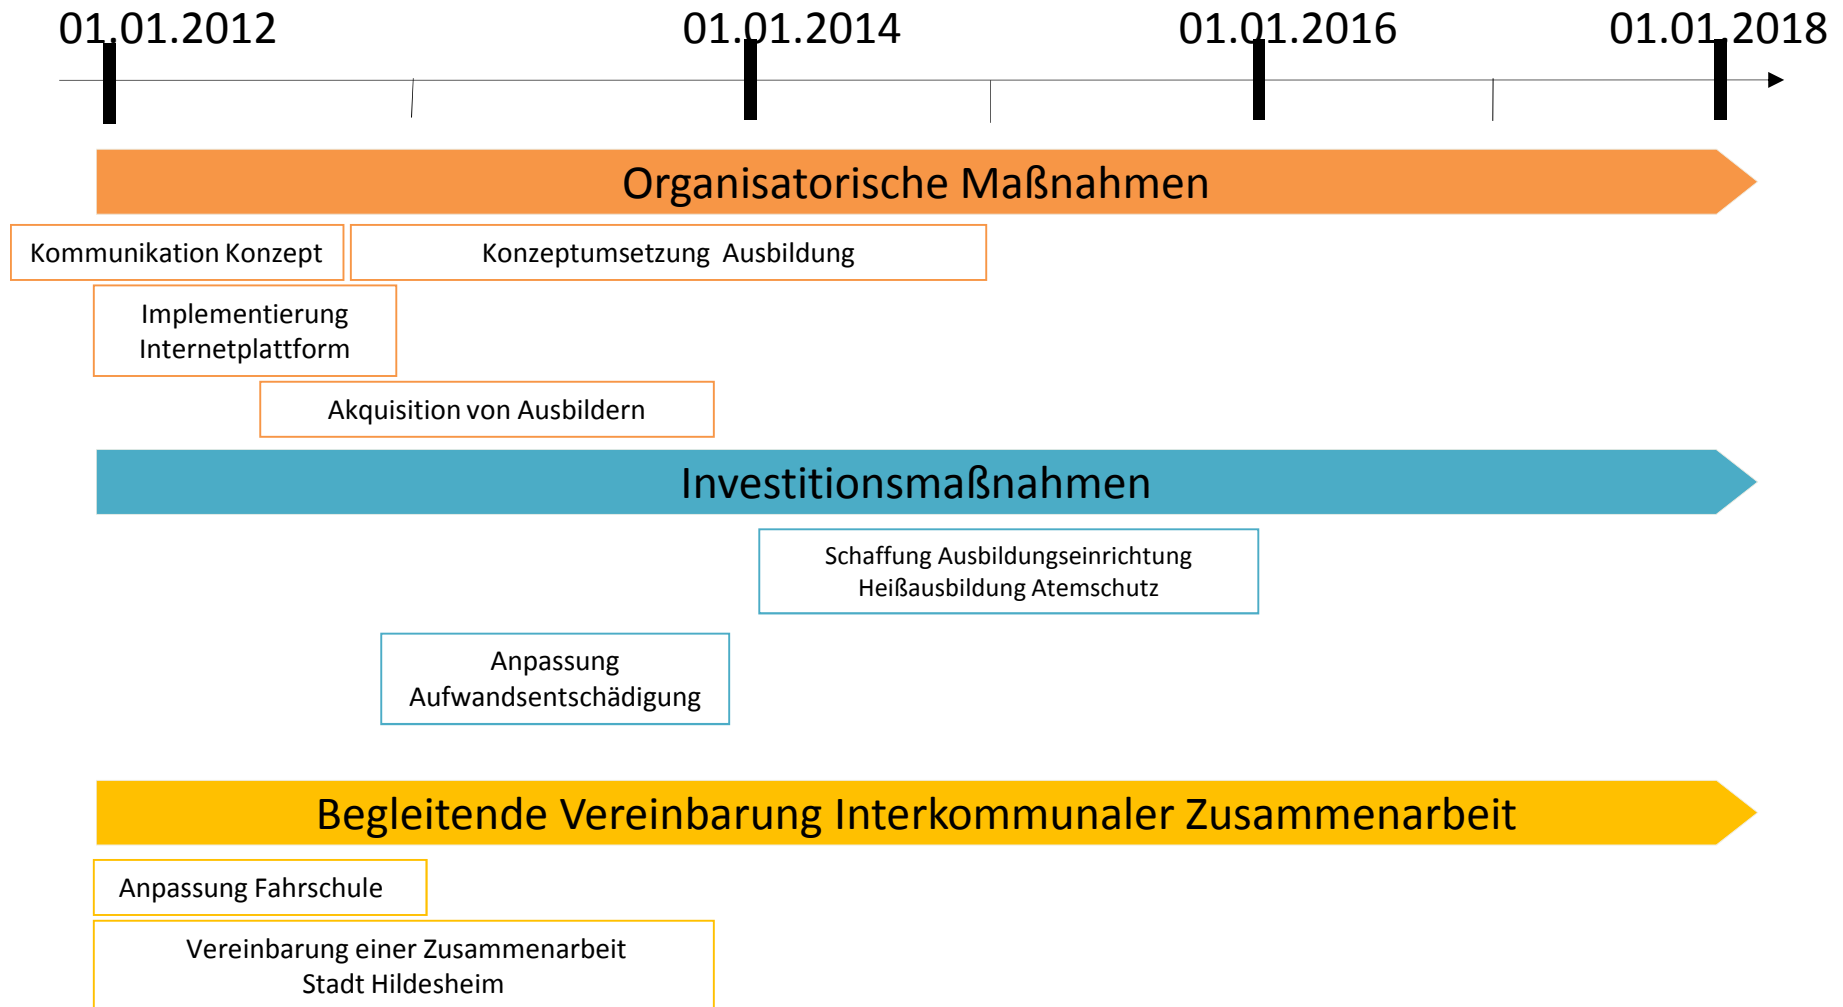 01.01.2012
01.01.2014
01.01.2016
01.01.2018
Organisatorische Maßnahmen
Kommunikation Konzept
Konzeptumsetzung Ausbildung
Implementierung
Internetplattform
Akquisition von Ausbildern
Investitionsmaßnahmen
Schaffung Ausbildungseinrichtung
Heißausbildung Atemschutz
Anpassung
Aufwandsentschädigung
Begleitende Vereinbarung Interkommunaler Zusammenarbeit
Anpassung Fahrschule
Vereinbarung einer Zusammenarbeit
Stadt Hildesheim